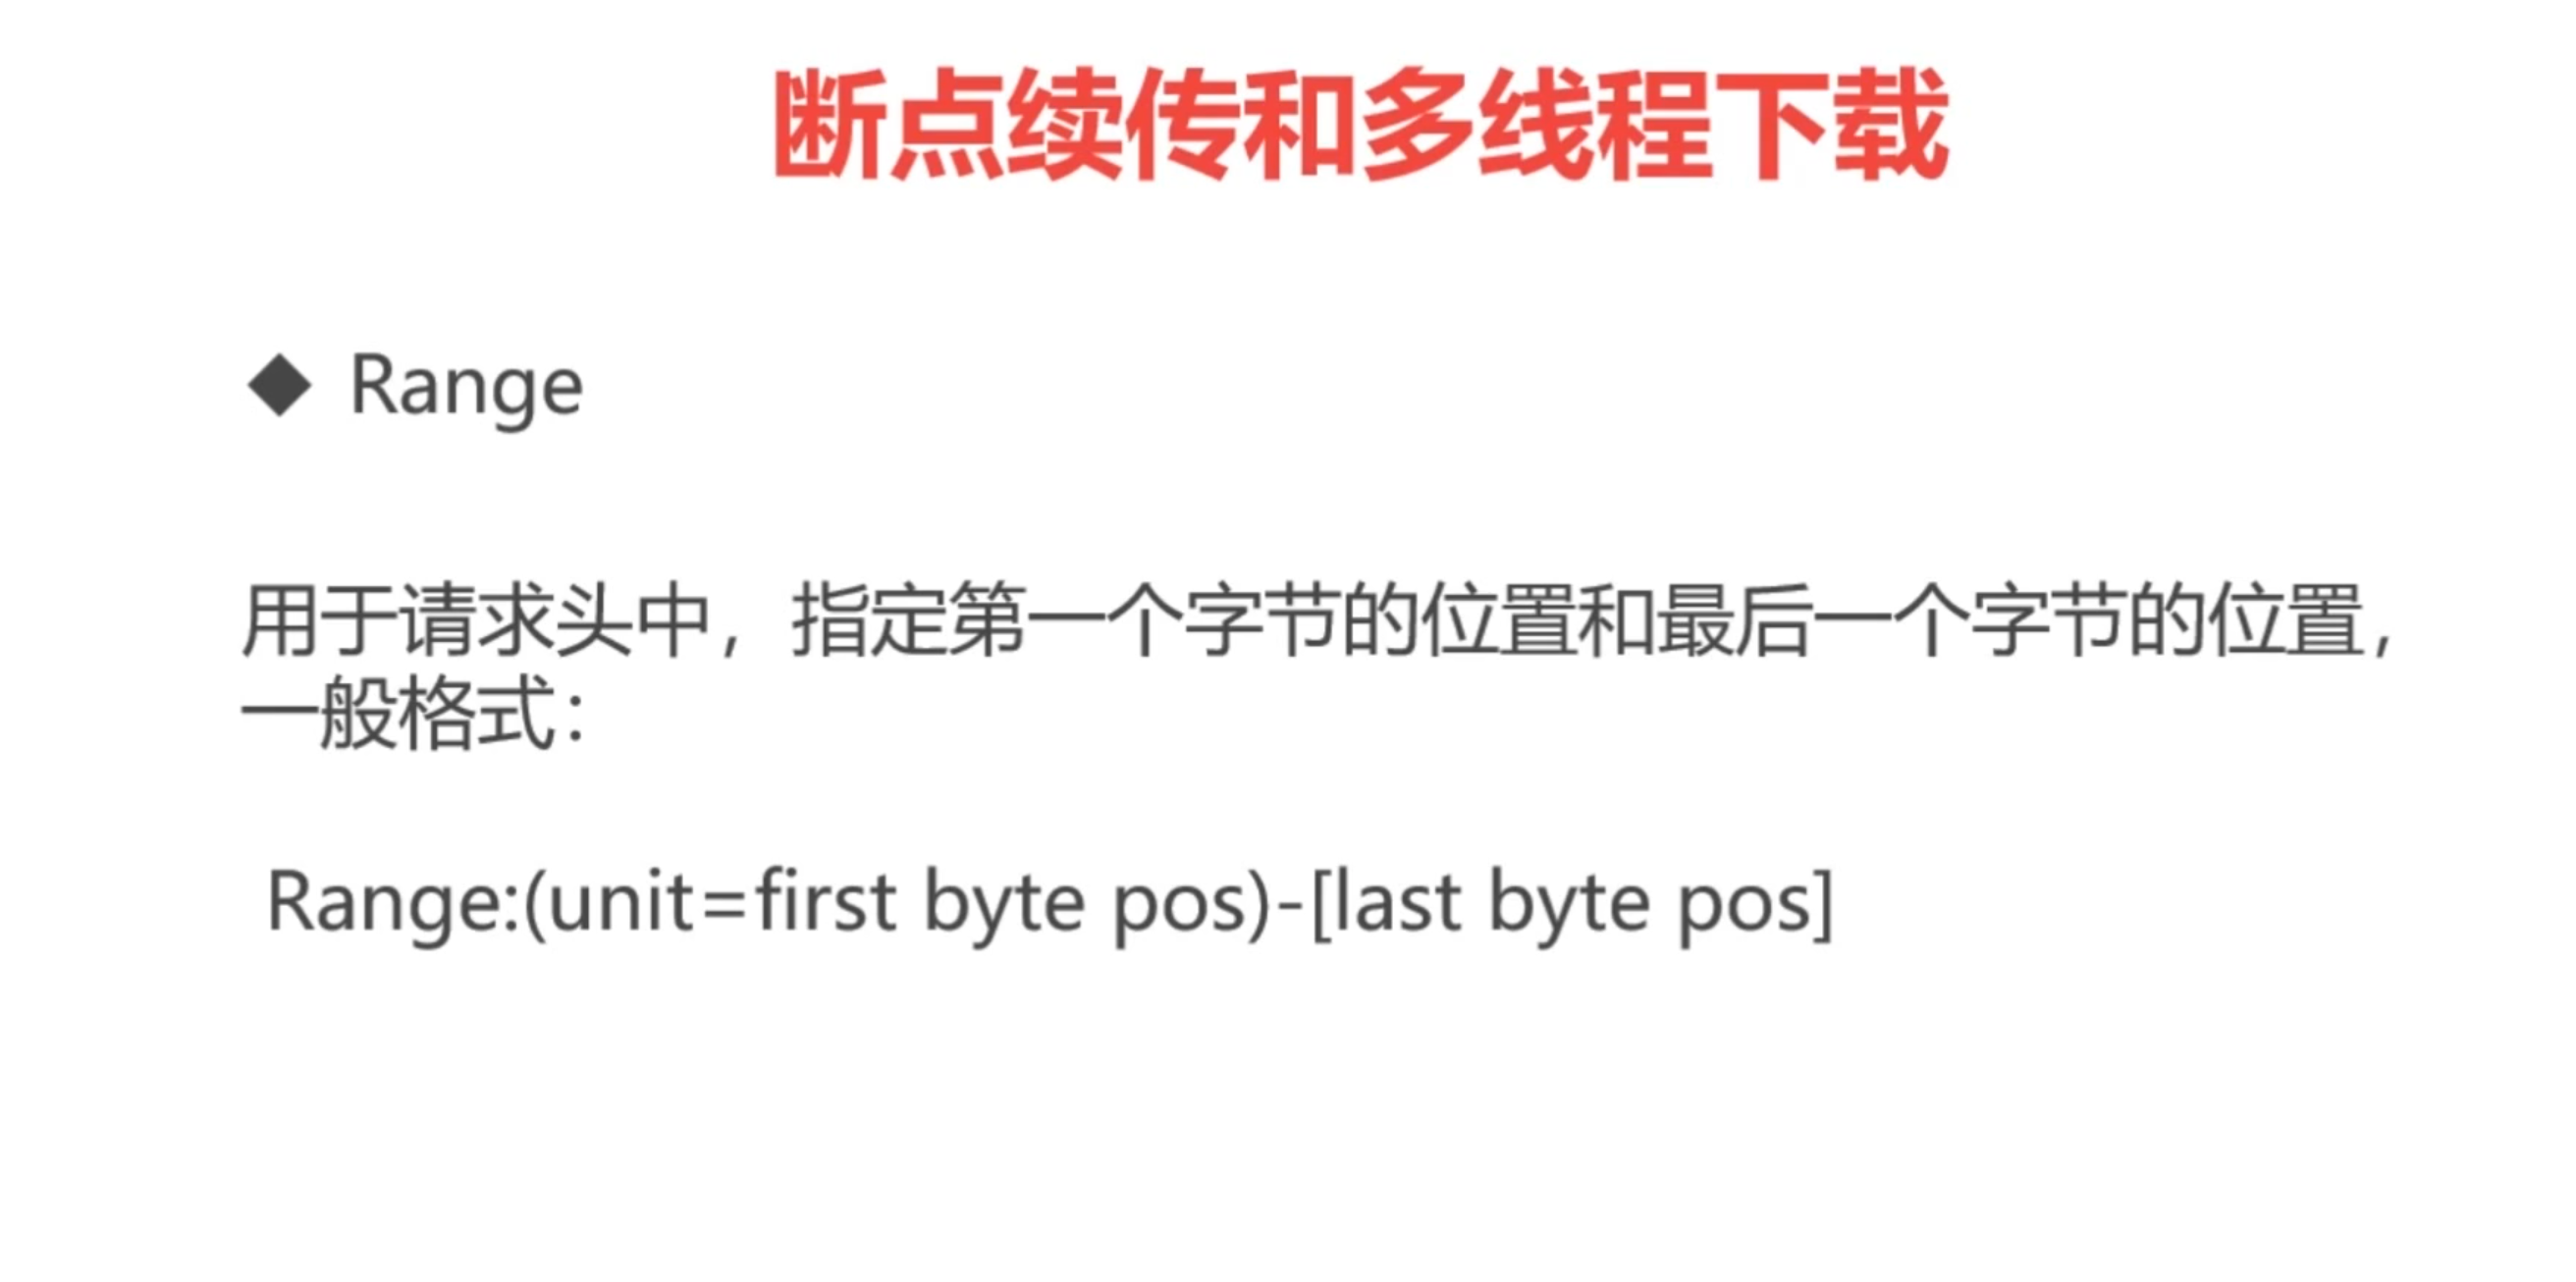 断点续传和多线程下载
◆ Range
用于请求头中，指定第一个字节的位置和最后一个字节的位置，
一般格式：
Range:(unit=first byte pos)-[last byte pos]